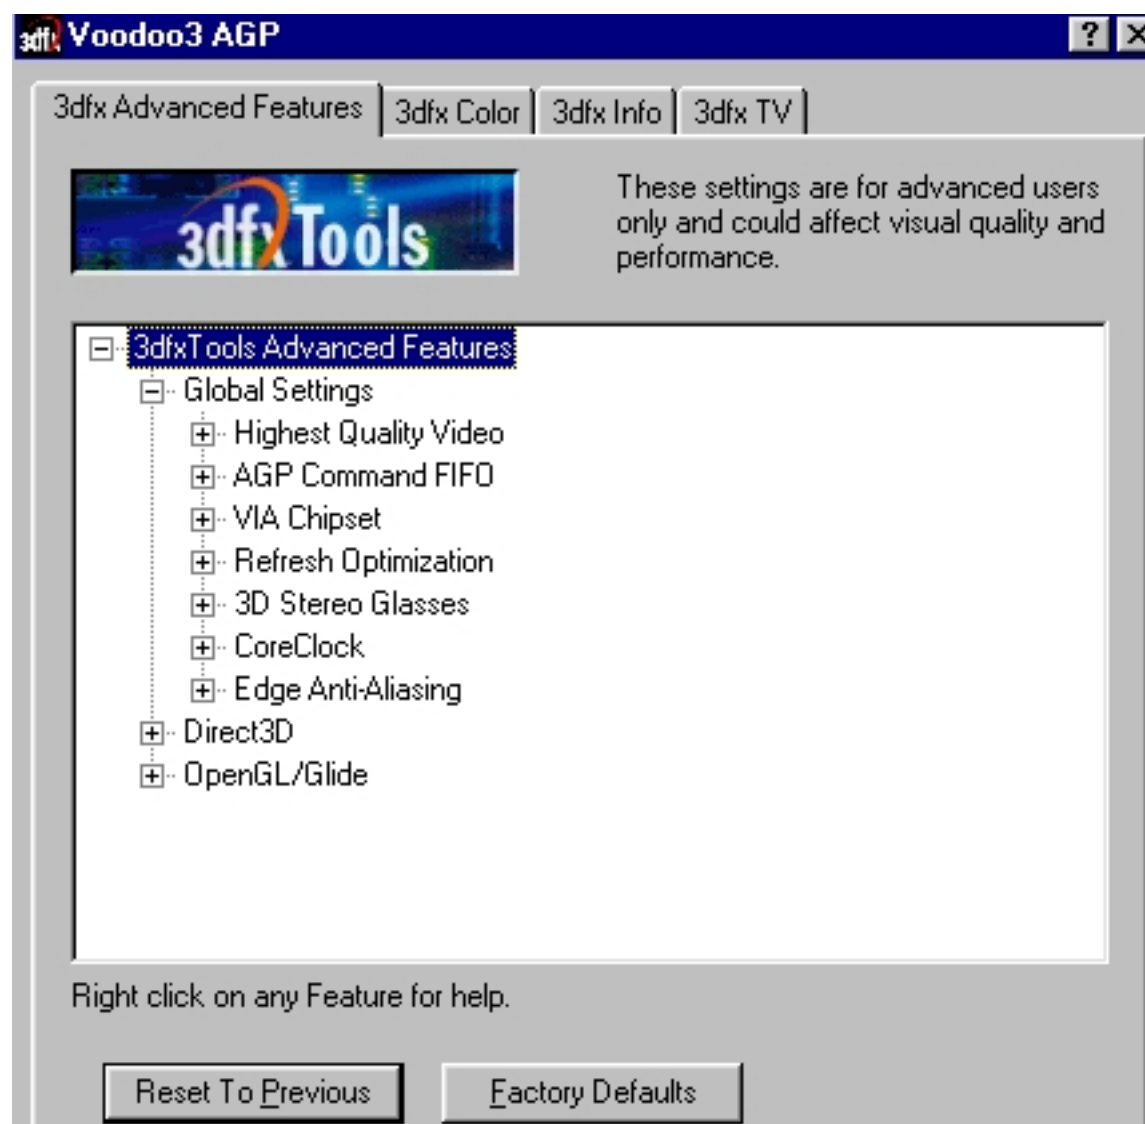 3dfx Voodoo3 AGP
3dfx Advanced Features
3dfx Color
3dfx Info
3dfx TV
3dfxTools
These settings are for advanced users
only and could affect visual quality and
performance.
3dfxTools Advanced Features
Global Settings
Highest Quality Video
AGP Command FIFO
VIA Chipset
Refresh Optimization
3D Stereo Glasses
CoreClock
Edge Anti-Aliasing
Direct3D
OpenGL/Glide
Right click on any Feature for help.
Reset To Previous
Factory Defaults